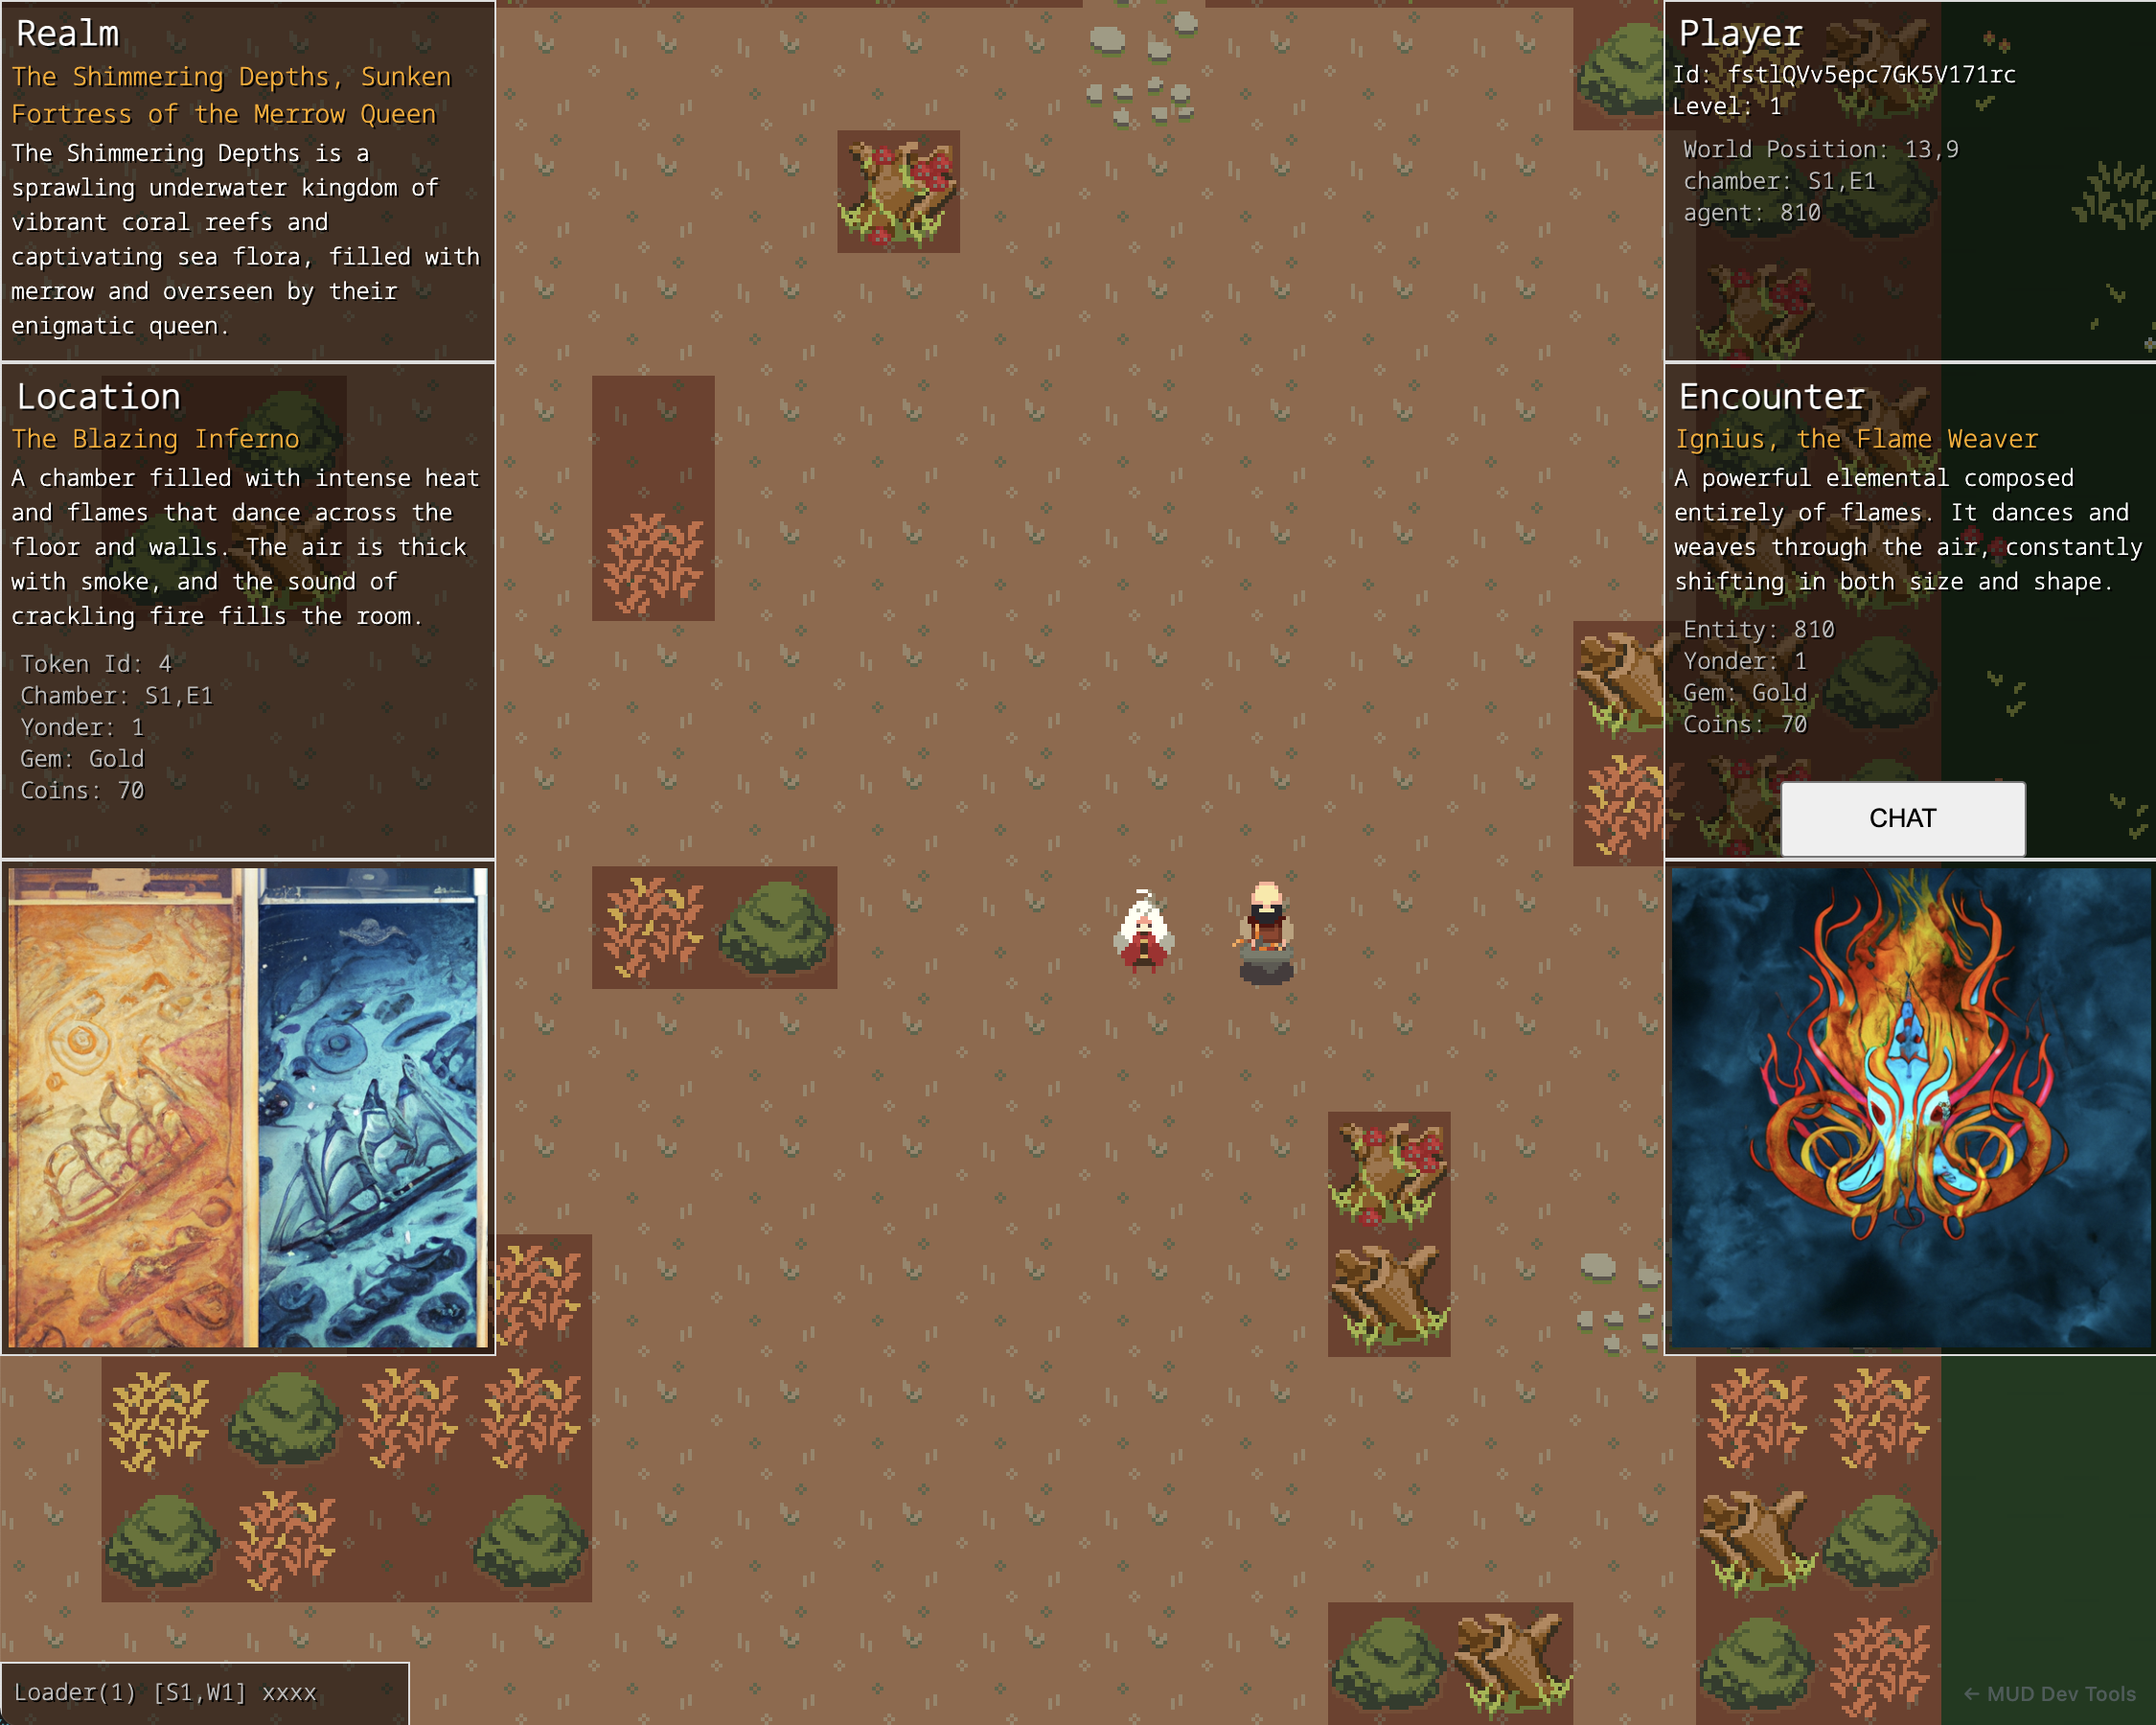 Realm
The Shimmering Depths, Sunken
Fortress of the Merrow Queen
The Shimmering Depths is a
sprawling underwater kingdom of
vibrant coral reefs and
captivating sea flora, filled with
merrow and overseen by their
enigmatic queen.
Location
The Blazing Inferno
A chamber filled with intense heat
and flames that dance across the
floor and walls. The air is thick
with smoke, and the sound of
crackling fire fills the room.
Token Id: 4
Chamber: S1,E1
Yonder: 1
Gem: Gold
Coins: 70
Loader(1) [S1,W1] xxxx
Player
Id: fstlQVv5epc7GK5V171rc
Level: 1
World Position: 13,9
chamber: S1,E1
agent: 810
Encounter
Ignius, the Flame Weaver
A powerful elemental composed
entirely of flames. It dances and
weaves through the air, constantly
shifting in both size and shape.
Entity: 810
Yonder: 1
Gem: Gold
Coins: 70
CHAT
← MUD Dev Tools